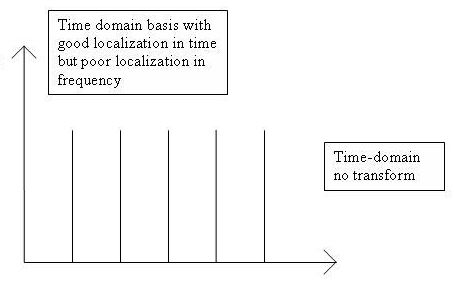 Time domain basis with
good localization in time
but poor localization in
frequency
Time-domain
no transform